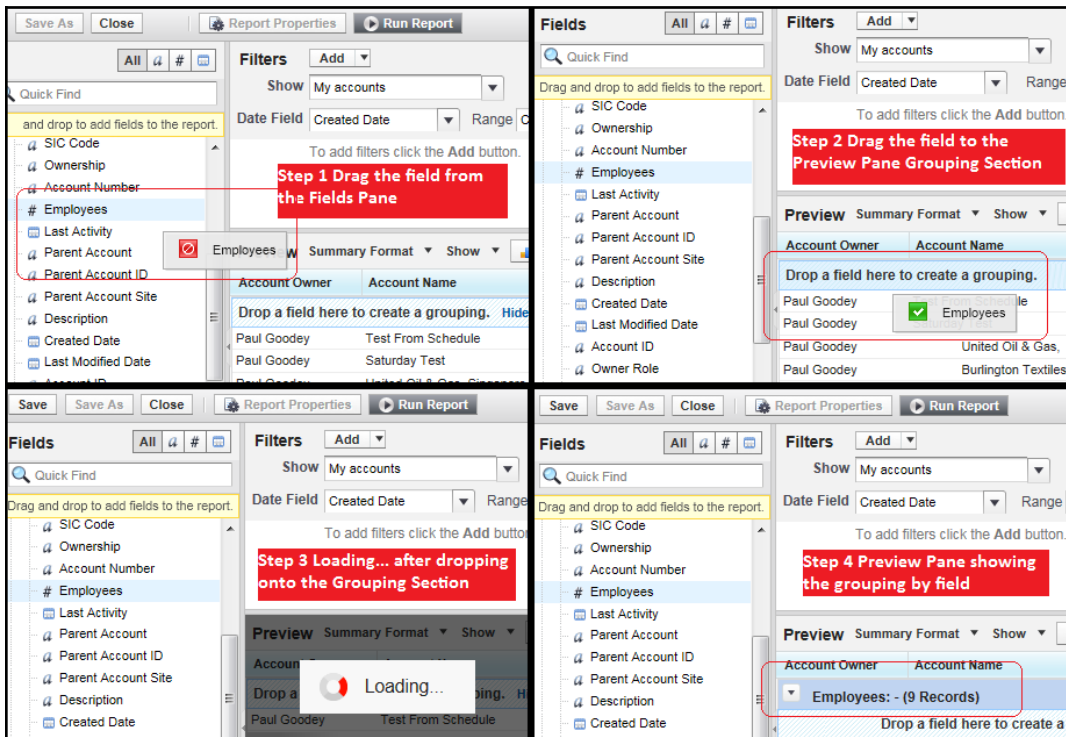 Save As Close Report Properties Run Report
All a #
Quick Find
and drop to add fields to the report.
a SIC Code
a Ownership
a Account Number
# Employees
Last Activity
a Parent Account
a Parent Account ID
a Parent Account Site
a Description
Created Date
Last Modified Date
a Account ID
Filters Add
Show My accounts
Date Field Created Date Range C
To add filters click the Add button.
Step 1 Drag the field from
the Fields Pane
Employees
Summary Format Show
Account Owner Account Name
Drop a field here to create a grouping. Hide
Paul Goodey Test From Schedule
Paul Goodey Saturday Test
Paul Goodey United Oil & Gas, Singapore
Fields All a #
Quick Find
Drag and drop to add fields to the report.
a SIC Code
a Ownership
a Account Number
# Employees
Last Activity
a Parent Account
a Parent Account ID
a Parent Account Site
a Description
Created Date
Last Modified Date
a Account ID
a Owner Role
Filters Add
Show My accounts
Date Field Created Date Range
To add filters click the Add button.
Step 2 Drag the field to the
Preview Pane Grouping Section
Preview Summary Format Show
Account Owner Account Name
Drop a field here to create a grouping.
Paul Goodey Test From Schedule
Employees
Paul Goodey Saturday Test
Paul Goodey United Oil & Gas,
Paul Goodey Burlington Textiles
Save Save As Close Report Properties Run Report
Fields All a #
Quick Find
Drag and drop to add fields to the report.
a SIC Code
a Ownership
a Account Number
# Employees
Last Activity
a Parent Account
a Parent Account ID
a Parent Account Site
a Description
Created Date
Filters Add
Show My accounts
Date Field Created Date Range
To add filters click the Add button
Step 3 Loading... after dropping
onto the Grouping Section
Preview Summary Format Show
Loading...
Paul Goodey Test From Schedule
Save Save As Close Report Properties Run Report
Fields All a #
Quick Find
Drag and drop to add fields to the report.
a SIC Code
a Ownership
a Account Number
# Employees
Last Activity
a Parent Account
a Parent Account ID
a Parent Account Site
a Description
Created Date
Filters Add
Show My accounts
Date Field Created Date Range
To add filters click the Add button.
Step 4 Preview Pane showing
the grouping by field
Preview Summary Format Show
Account Owner Account Name
Employees: - (9 Records)
Drop a field here to create a